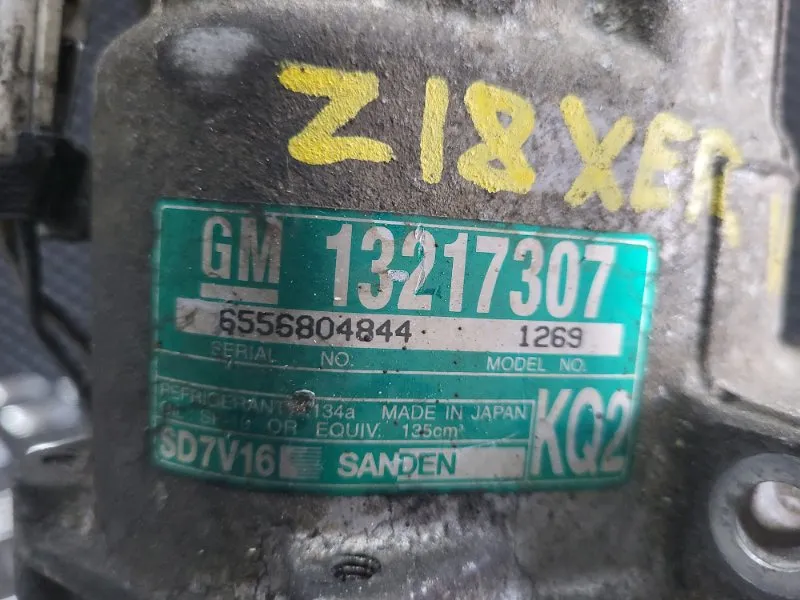 Z18XER
GM 13217307
6556804844 1269
SERIAL NO. MODEL NO.
REFRIGERANT 134a MADE IN JAPAN
SP OR EQUIV. 135cm³
SD7V16 SANDEN
KQ2